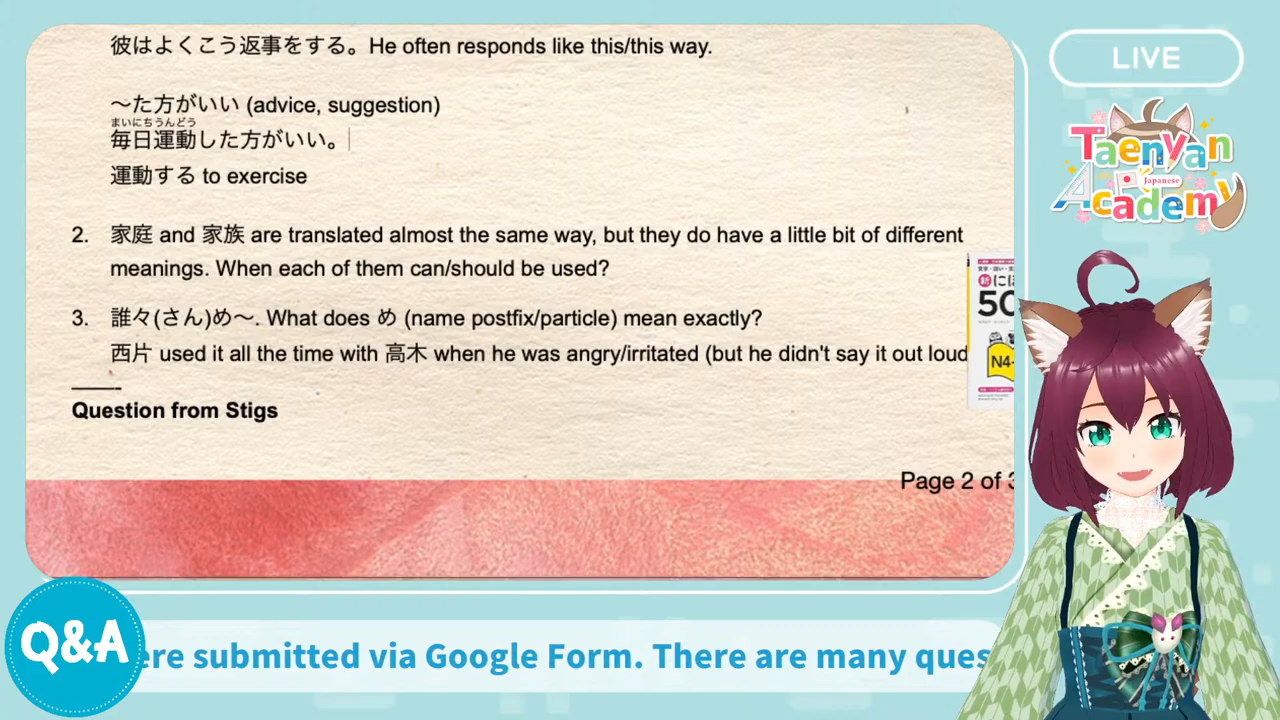 彼はよくこう返事をする。He often responds like this/this way.
〜た方がいい (advice, suggestion)
まいにちうんどう
毎日運動した方がいい。
運動する to exercise
2. 家庭 and 家族 are translated almost the same way, but they do have a little bit of different
meanings. When each of them can/should be used?
3. 誰々(さん)め〜. What does め (name postfix/particle) mean exactly?
西片 used it all the time with 高木 when he was angry/irritated (but he didn't say it out loud
Question from Stigs
Page 2 of 3
LIVE
Taenyan
Japanese
Academy
新にほ
50
N4-
Q&A
ere submitted via Google Form. There are many ques